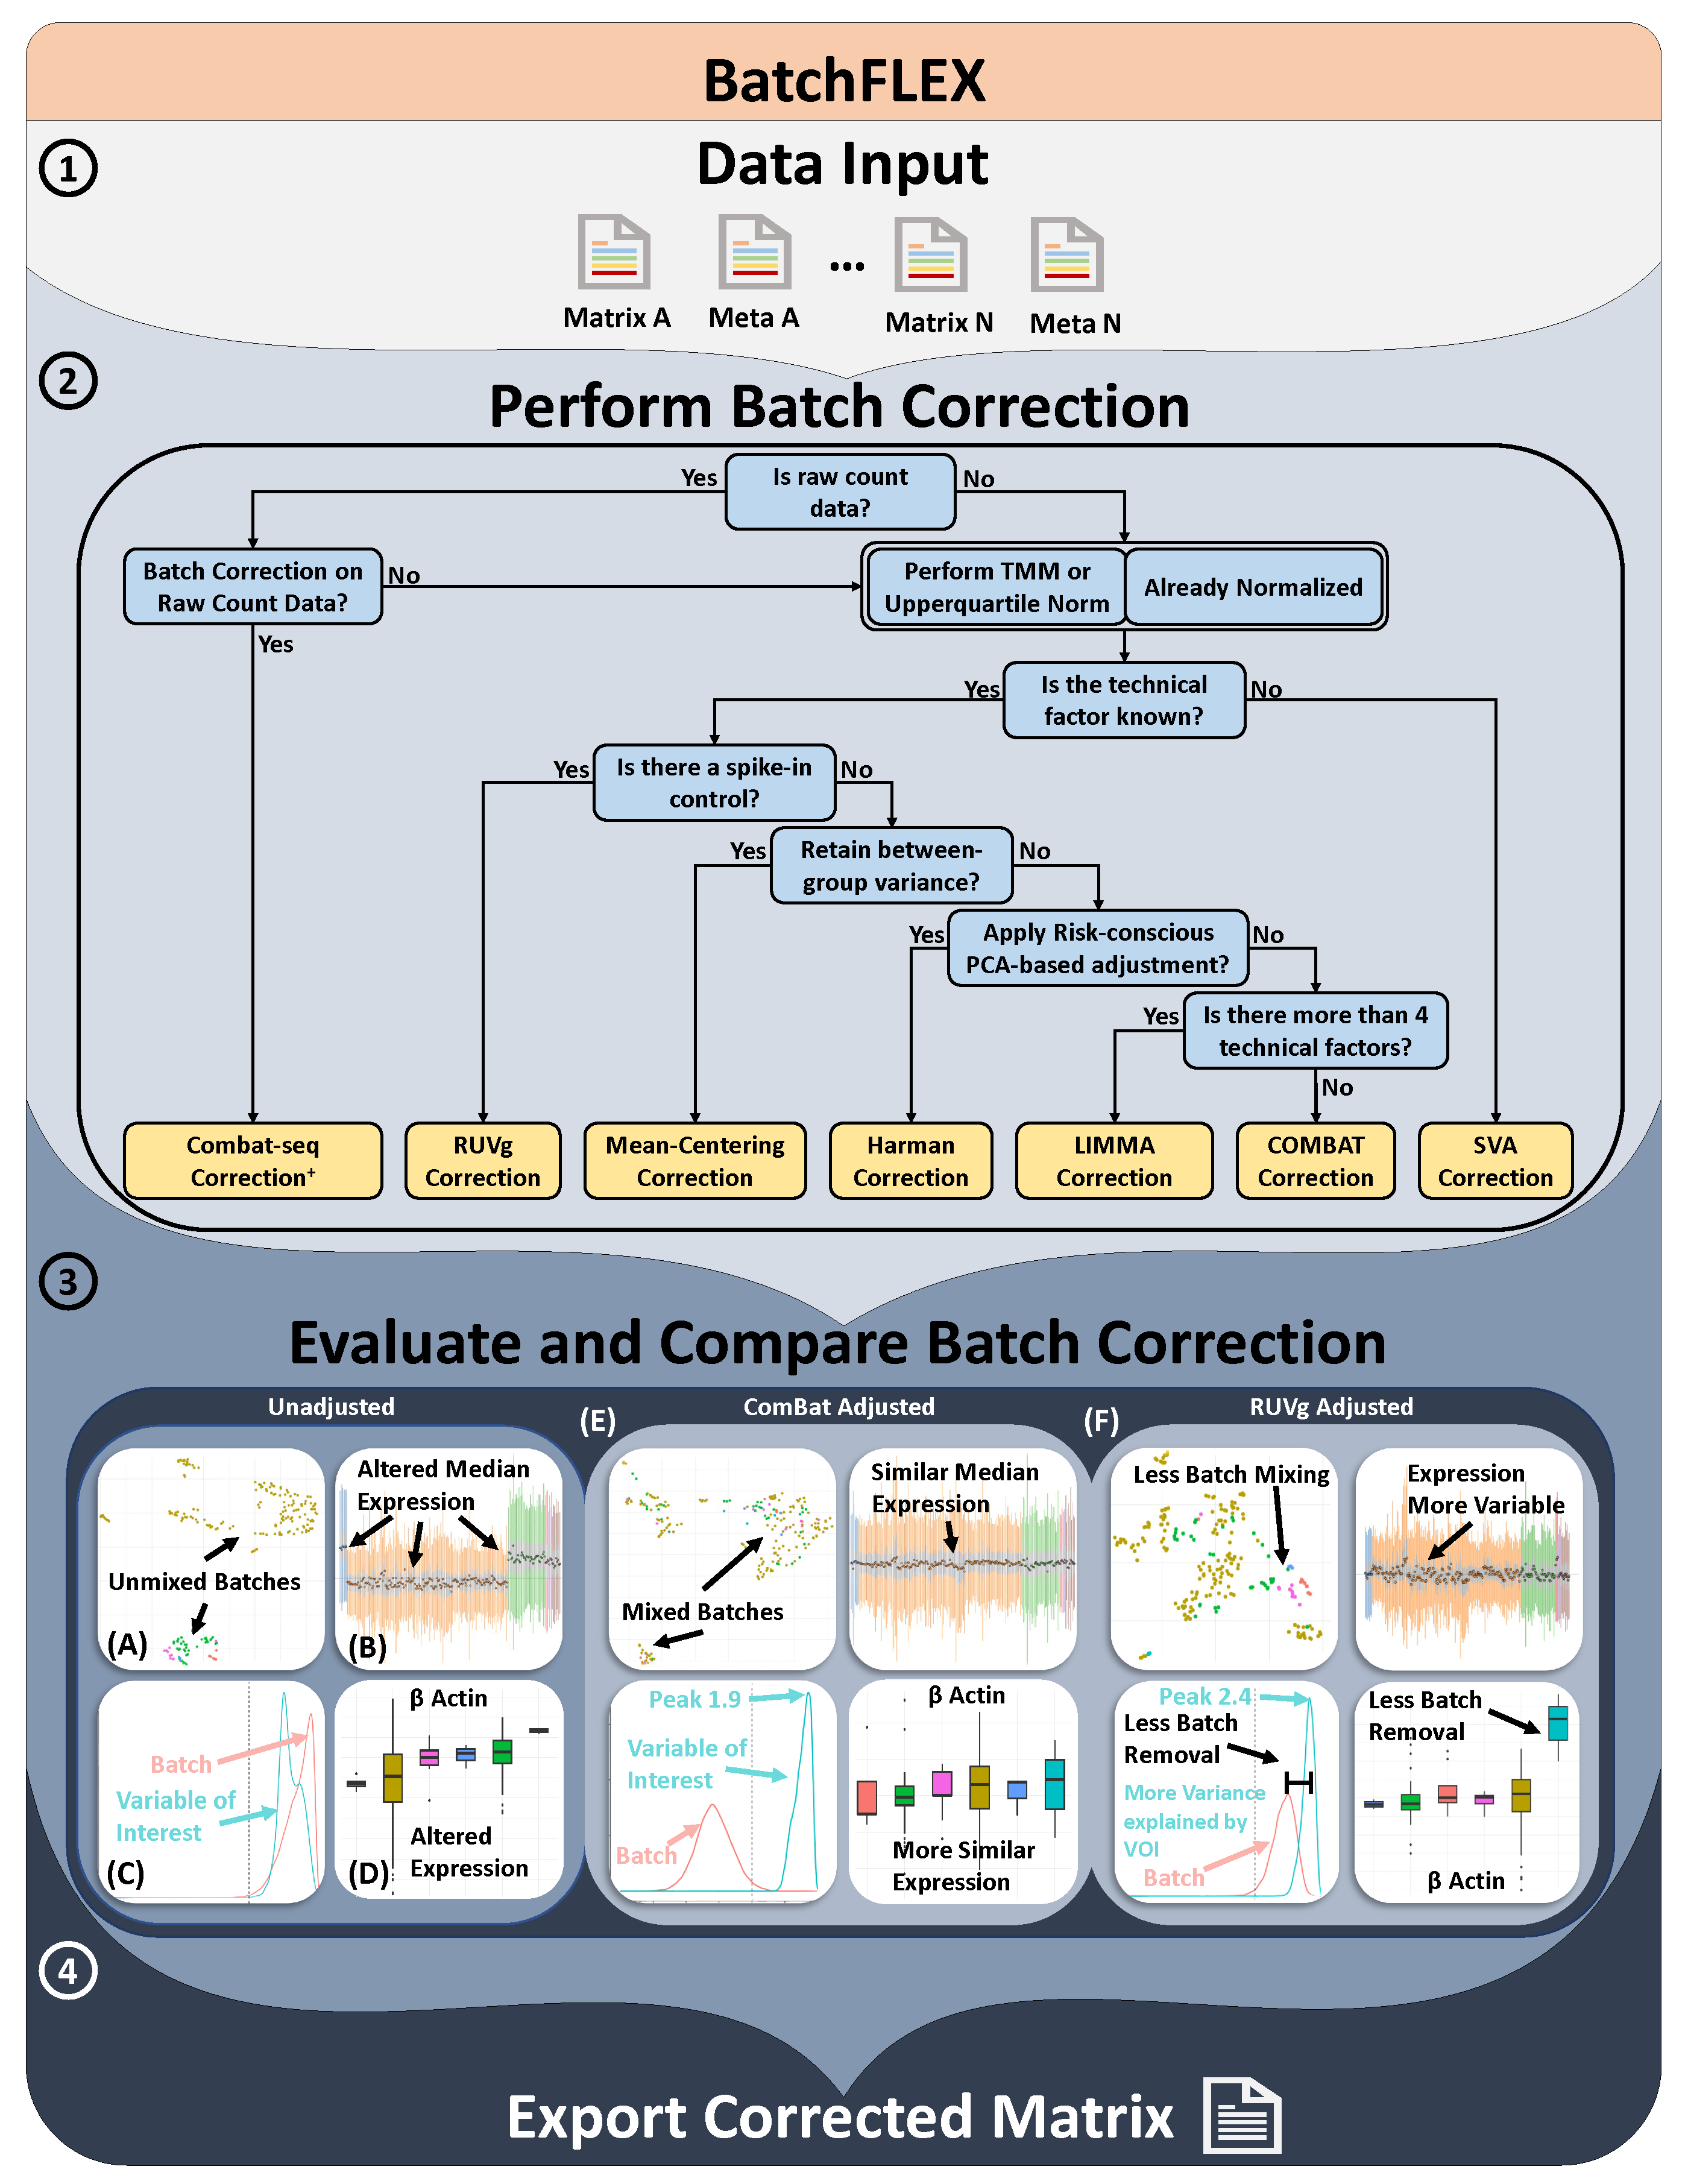 BatchFLEX
1
Data Input
Matrix A
Meta A
...
Matrix N
Meta N
2
Perform Batch Correction
Is raw count
data?
Yes
No
Batch Correction on
Raw Count Data?
No
Yes
Perform TMM or
Upperquartile Norm
Already Normalized
Is the technical
factor known?
Yes
No
Is there a spike-in
control?
Yes
No
Retain between-
group variance?
Yes
No
Apply Risk-conscious
PCA-based adjustment?
Yes
No
Is there more than 4
technical factors?
Yes
No
Combat-seq
Correction⁺
RUVg
Correction
Mean-Centering
Correction
Harman
Correction
LIMMA
Correction
COMBAT
Correction
SVA
Correction
3
Evaluate and Compare Batch Correction
Unadjusted
Unmixed Batches
(A)
Altered Median
Expression
(B)
Batch
Variable of
Interest
(C)
β Actin
Altered
Expression
(D)
(E)
ComBat Adjusted
Mixed Batches
Similar Median
Expression
Peak 1.9
Variable of
Interest
Batch
β Actin
More Similar
Expression
(F)
RUVg Adjusted
Less Batch Mixing
Expression
More Variable
Peak 2.4
Less Batch
Removal
More Variance
explained by
VOI
Batch
Less Batch
Removal
β Actin
4
Export Corrected Matrix